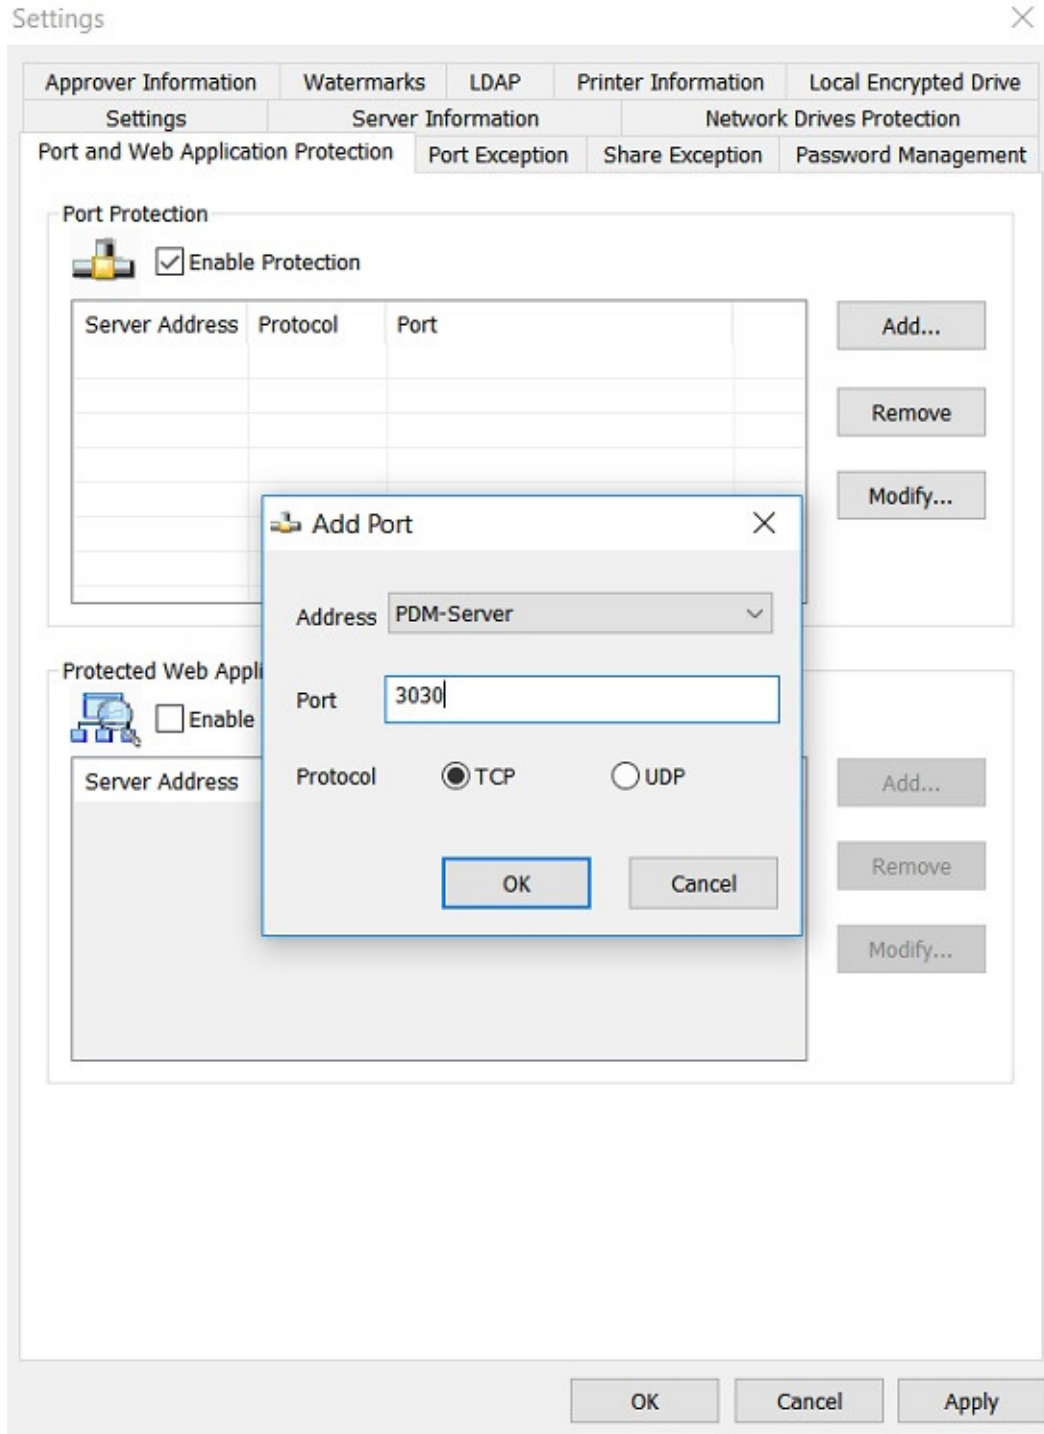 Settings
Approver Information Watermarks LDAP Printer Information Local Encrypted Drive
Settings Server Information Network Drives Protection
Port and Web Application Protection Port Exception Share Exception Password Management
Port Protection
Enable Protection
Server Address Protocol Port
Add...
Remove
Modify...
Add Port
Address PDM-Server
Port 3030
Protocol TCP UDP
OK Cancel
Protected Web Appli
Enable
Server Address
Add...
Remove
Modify...
OK Cancel Apply